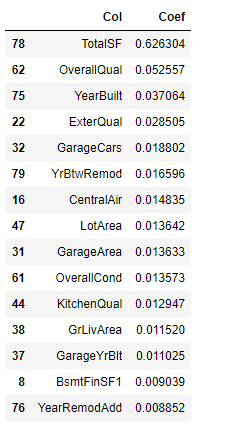 Col Coef
78 TotalSF 0.626304
62 OverallQual 0.052557
75 YearBuilt 0.037064
22 ExterQual 0.028505
32 GarageCars 0.018802
79 YrBtwRemod 0.016596
16 CentralAir 0.014835
47 LotArea 0.013642
31 GarageArea 0.013633
61 OverallCond 0.013573
44 KitchenQual 0.012947
38 GrLivArea 0.011520
37 GarageYrBlt 0.011025
8 BsmtFinSF1 0.009039
76 YearRemodAdd 0.008852